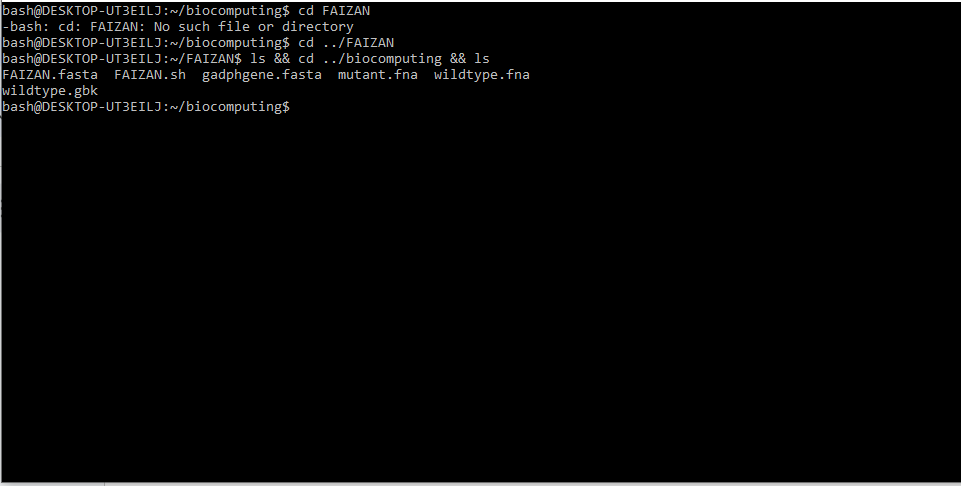 bash@DESKTOP-UT3EILJ:~/biocomputing$ cd FAIZAN
-bash: cd: FAIZAN: No such file or directory
bash@DESKTOP-UT3EILJ:~/biocomputing$ cd ../FAIZAN
bash@DESKTOP-UT3EILJ:~/FAIZAN$ ls && cd ../biocomputing && ls
FAIZAN.fasta  FAIZAN.sh  gadphgene.fasta  mutant.fna  wildtype.fna
wildtype.gbk
bash@DESKTOP-UT3EILJ:~/biocomputing$